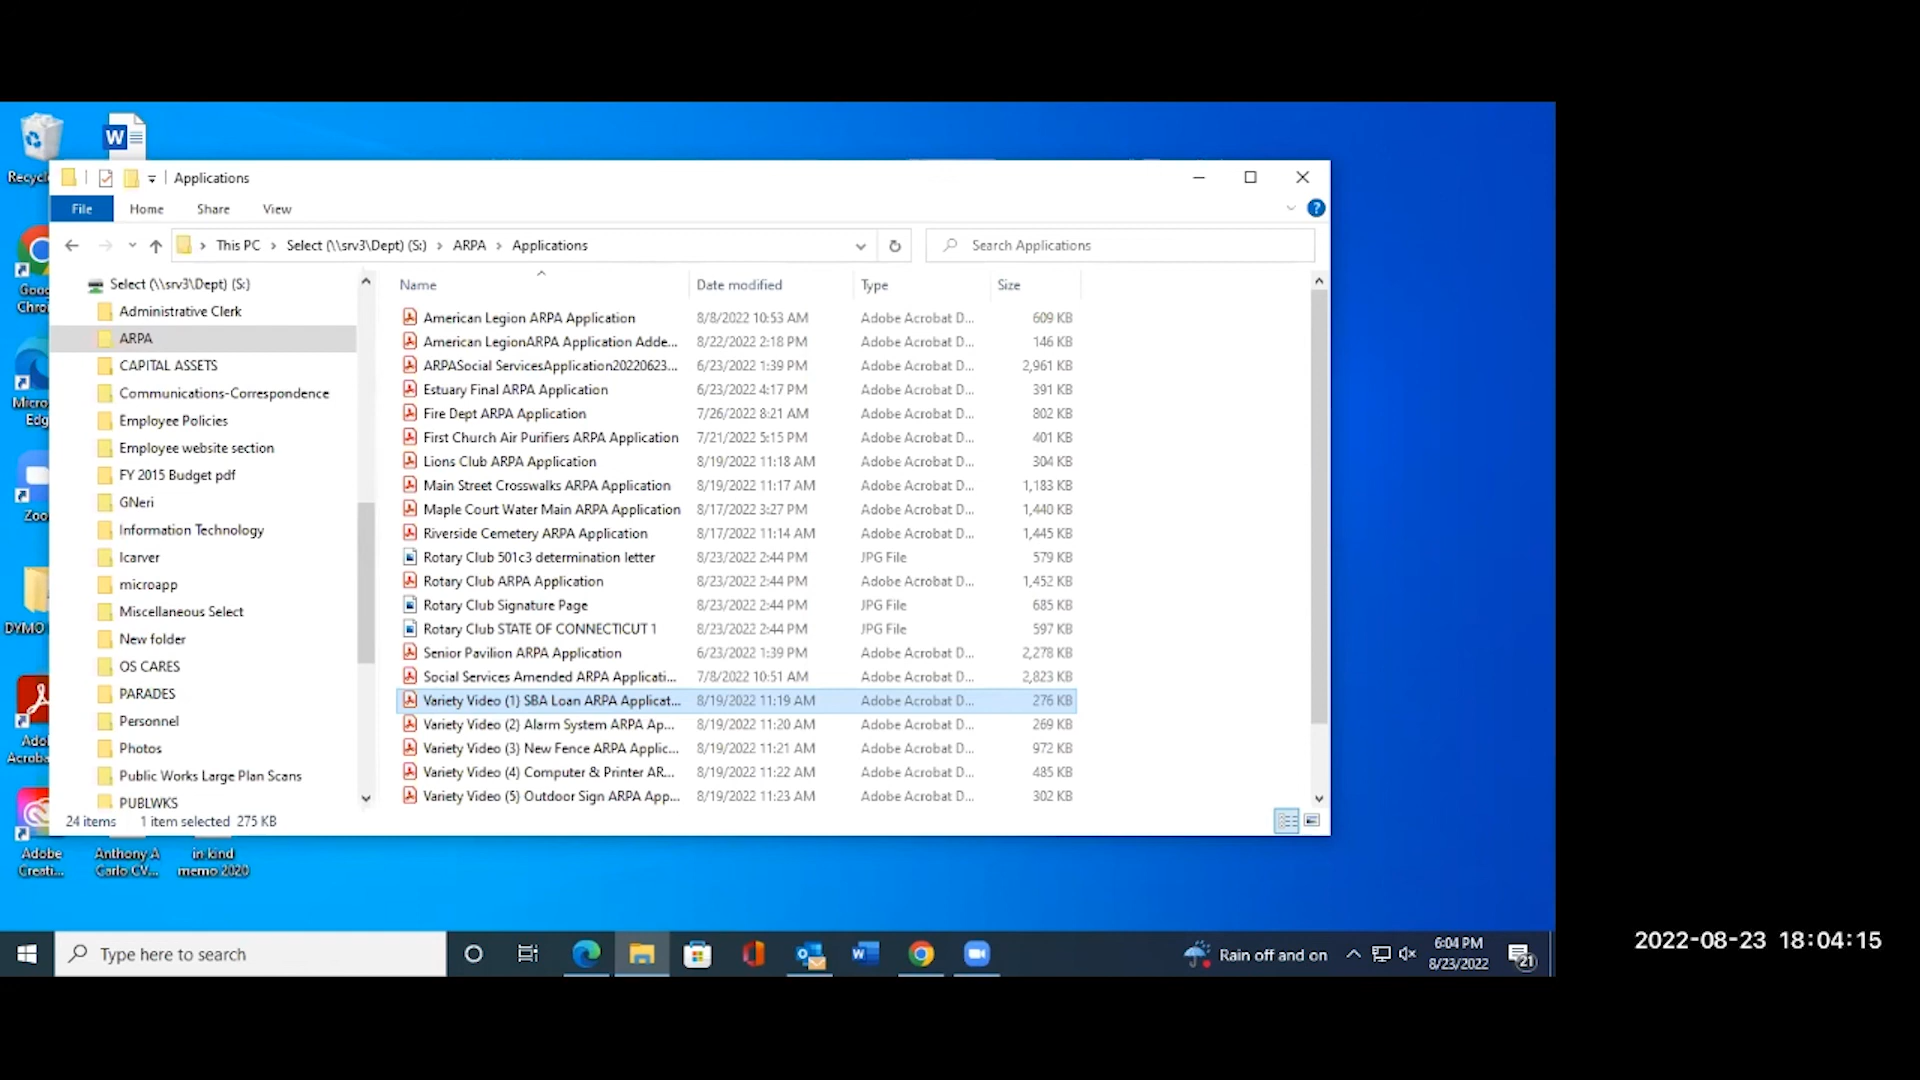 Applications
File Home Share View
This PC > Select (\\srv3\Dept) (S:) > ARPA > Applications
Search Applications
Select (\\srv3\Dept) (S:)
Administrative Clerk
ARPA
CAPITAL ASSETS
Communications-Correspondence
Employee Policies
Employee website section
FY 2015 Budget pdf
GNeri
Information Technology
lcarver
microapp
Miscellaneous Select
New folder
OS CARES
PARADES
Personnel
Photos
Public Works Large Plan Scans
PUBLWKS
Name Date modified Type Size
American Legion ARPA Application 8/8/2022 10:53 AM Adobe Acrobat D... 609 KB
American LegionARPA Application Adde... 8/22/2022 2:18 PM Adobe Acrobat D... 146 KB
ARPASocial ServicesApplication20220623... 6/23/2022 1:39 PM Adobe Acrobat D... 2,961 KB
Estuary Final ARPA Application 6/23/2022 4:17 PM Adobe Acrobat D... 391 KB
Fire Dept ARPA Application 7/26/2022 8:21 AM Adobe Acrobat D... 802 KB
First Church Air Purifiers ARPA Application 7/21/2022 5:15 PM Adobe Acrobat D... 401 KB
Lions Club ARPA Application 8/19/2022 11:18 AM Adobe Acrobat D... 304 KB
Main Street Crosswalks ARPA Application 8/19/2022 11:17 AM Adobe Acrobat D... 1,183 KB
Maple Court Water Main ARPA Application 8/17/2022 3:27 PM Adobe Acrobat D... 1,440 KB
Riverside Cemetery ARPA Application 8/17/2022 11:14 AM Adobe Acrobat D... 1,445 KB
Rotary Club 501c3 determination letter 8/23/2022 2:44 PM JPG File 579 KB
Rotary Club ARPA Application 8/23/2022 2:44 PM Adobe Acrobat D... 1,452 KB
Rotary Club Signature Page 8/23/2022 2:44 PM JPG File 685 KB
Rotary Club STATE OF CONNECTICUT 1 8/23/2022 2:44 PM JPG File 597 KB
Senior Pavilion ARPA Application 6/23/2022 1:39 PM Adobe Acrobat D... 2,278 KB
Social Services Amended ARPA Applicati... 7/8/2022 10:51 AM Adobe Acrobat D... 2,823 KB
Variety Video (1) SBA Loan ARPA Applicat... 8/19/2022 11:19 AM Adobe Acrobat D... 276 KB
Variety Video (2) Alarm System ARPA Ap... 8/19/2022 11:20 AM Adobe Acrobat D... 269 KB
Variety Video (3) New Fence ARPA Applic... 8/19/2022 11:21 AM Adobe Acrobat D... 972 KB
Variety Video (4) Computer & Printer AR... 8/19/2022 11:22 AM Adobe Acrobat D... 485 KB
Variety Video (5) Outdoor Sign ARPA App... 8/19/2022 11:23 AM Adobe Acrobat D... 302 KB
24 items 1 item selected 275 KB
Recycl
Goo
Chro
Micro
Edg
Zoo
DYMO
Ado
Acroba
Adobe
Creati...
Anthony A
Carlo CV...
in kind
memo 2020
Type here to search
Rain off and on
6:04 PM
8/23/2022
21
2022-08-23 18:04:15